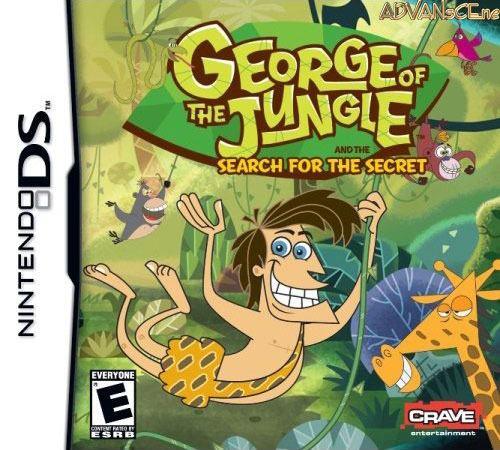 ADVANsCE.ne
GEORGE OF
THE JUNGLE
AND THE
SEARCH FOR THE SECRET
NINTENDO DS™
EVERYONE
E
CONTENT RATED BY
ESRB
CRAVE
entertainment